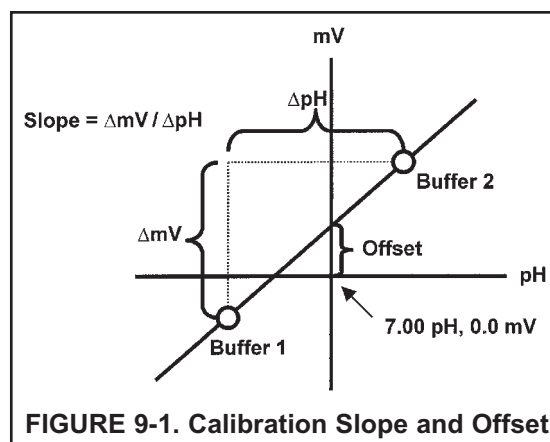 mV
ΔpH
Slope = ΔmV / ΔpH
Buffer 2
ΔmV
Offset
pH
7.00 pH, 0.0 mV
Buffer 1
FIGURE 9-1. Calibration Slope and Offset